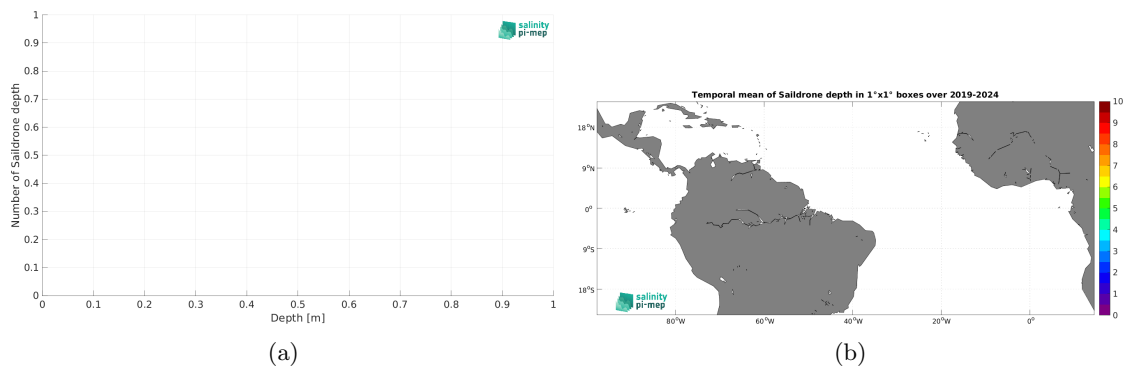 1
0.9
0.8
0.7
0.6
0.5
0.4
0.3
0.2
0.1
0
Number of Saildrone depth
0 0.1 0.2 0.3 0.4 0.5 0.6 0.7 0.8 0.9 1
Depth [m]
salinity
pi-mep
(a)
Temporal mean of Saildrone depth in 1°x1° boxes over 2019-2024
18°N
9°N
0°
9°S
18°S
80°W 60°W 40°W 20°W 0°
salinity
pi-mep
10
9
8
7
6
5
4
3
2
1
0
(b)